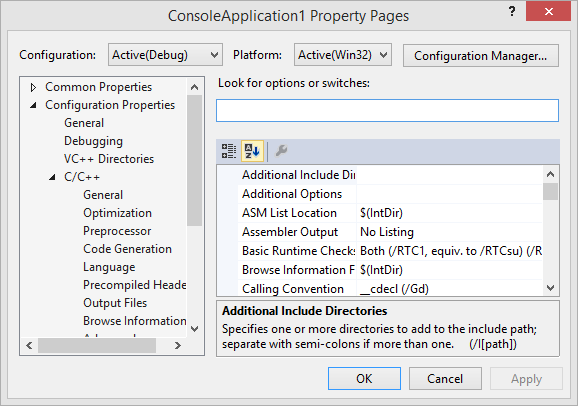 ConsoleApplication1 Property Pages
?
Configuration: Active(Debug) Platform: Active(Win32) Configuration Manager...
Common Properties
Configuration Properties
General
Debugging
VC++ Directories
C/C++
General
Optimization
Preprocessor
Code Generation
Language
Precompiled Heade
Output Files
Browse Information
Look for options or switches:
Additional Include Dir
Additional Options
ASM List Location $(IntDir)
Assembler Output No Listing
Basic Runtime Checks Both (/RTC1, equiv. to /RTCsu) (/R
Browse Information F $(IntDir)
Calling Convention __cdecl (/Gd)
Additional Include Directories
Specifies one or more directories to add to the include path;
separate with semi-colons if more than one. (/I[path])
OK Cancel Apply